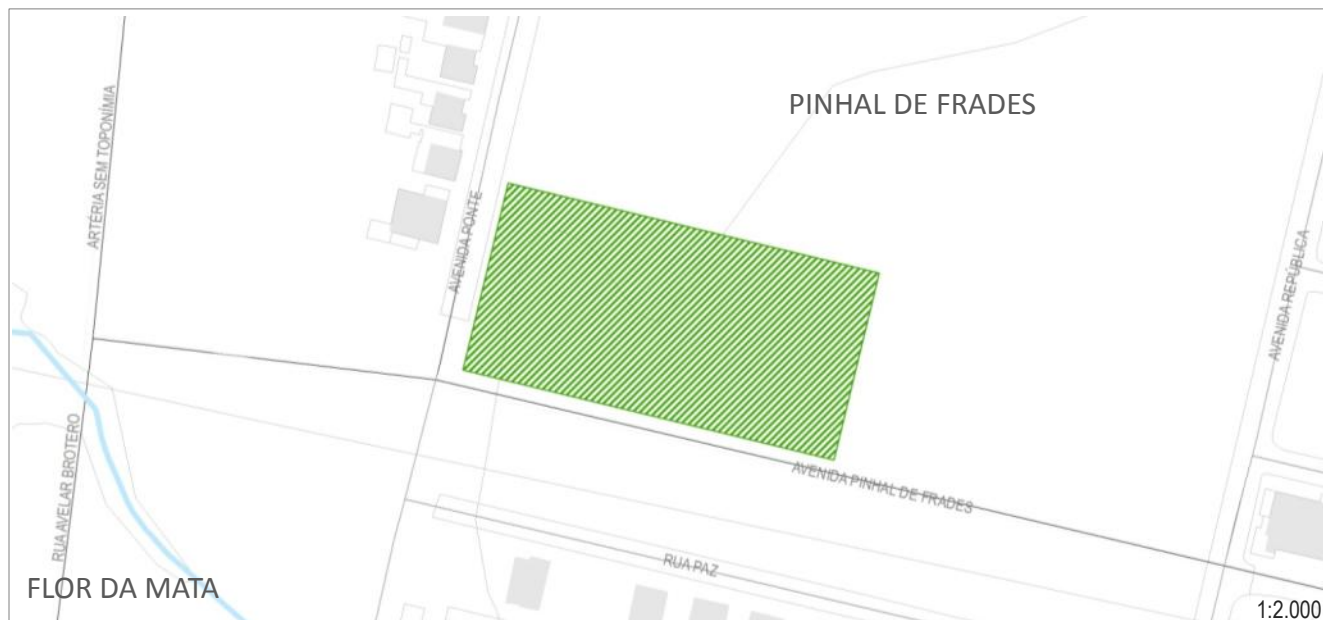 PINHAL DE FRADES
ARTÉRIA SEM TOPONÍMIA
AVENIDA PONTE
AVENIDA REPÚBLICA
RUA AVELAR BROTERO
AVENIDA PINHAL DE FRADES
RUA PAZ
FLOR DA MATA
1:2.000